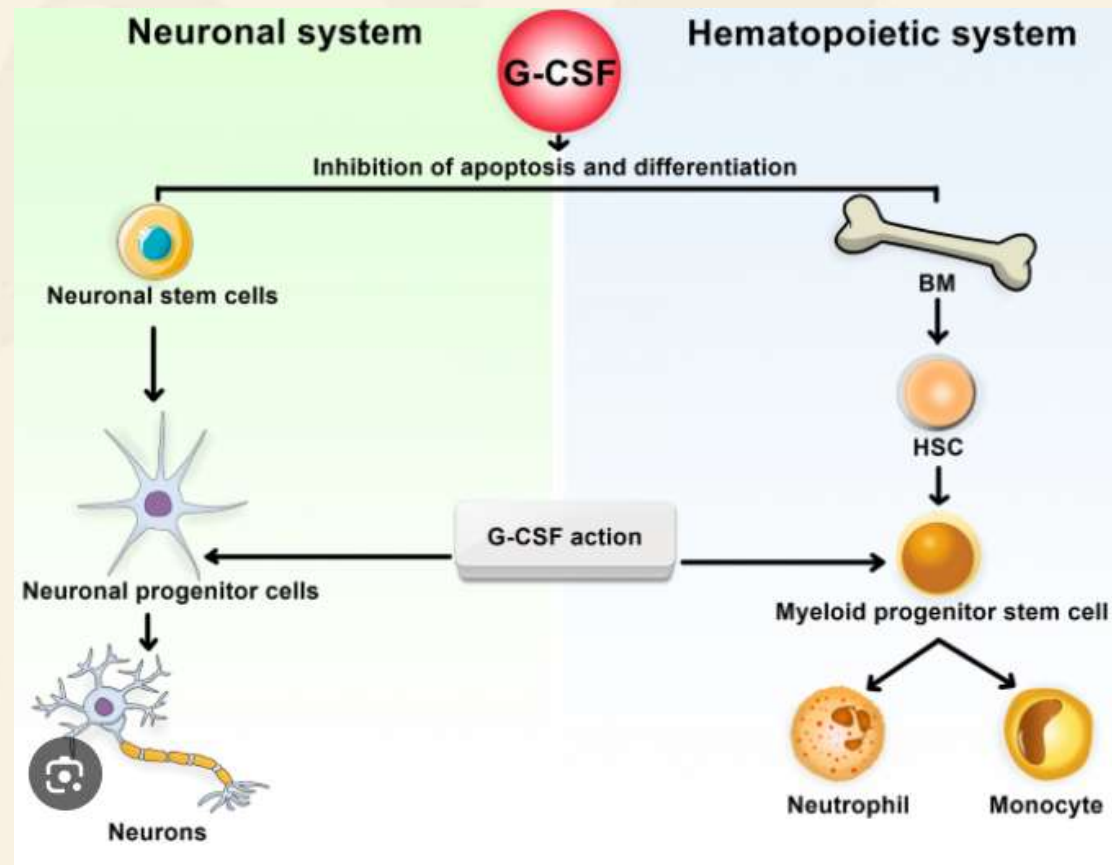 Neuronal system
Hematopoietic system
G-CSF
Inhibition of apoptosis and differentiation
Neuronal stem cells
BM
HSC
G-CSF action
Neuronal progenitor cells
Myeloid progenitor stem cell
Neutrophil
Monocyte
Neurons